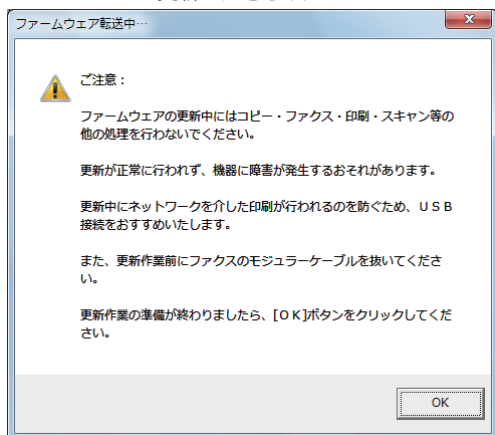 ファームウェア転送中…
ご注意：
ファームウェアの更新中にはコピー・ファクス・印刷・スキャン等の
他の処理を行わないでください。
更新が正常に行われず、機器に障害が発生するおそれがあります。
更新中にネットワークを介した印刷が行われるのを防ぐため、ＵＳＢ
接続をおすすめいたします。
また、更新作業前にファクスのモジュラーケーブルを抜いてくださ
い。
更新作業の準備が終わりましたら、[ＯＫ]ボタンをクリックしてくだ
さい。
OK